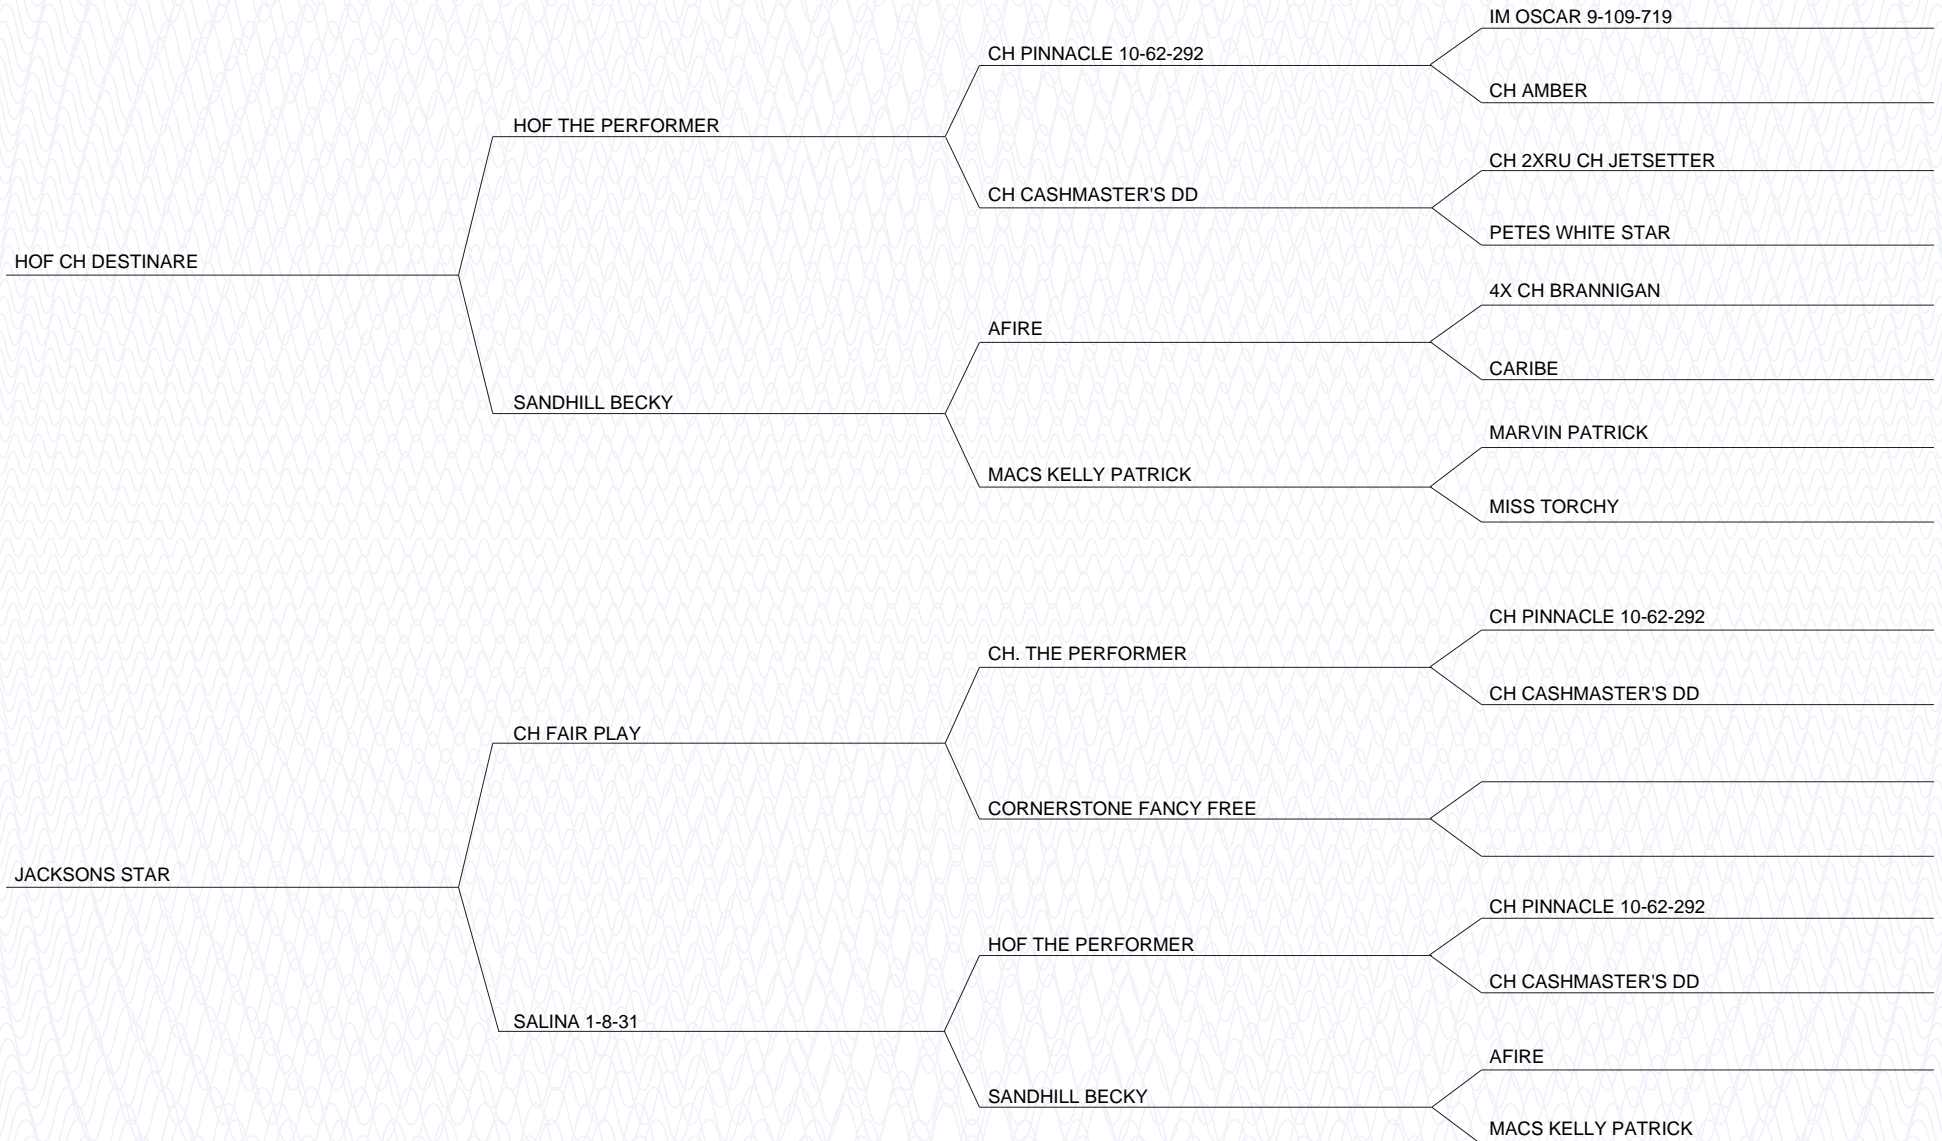 IM OSCAR 9-109-719
CH PINNACLE 10-62-292
CH AMBER
HOF THE PERFORMER
CH 2XRU CH JETSETTER
CH CASHMASTER'S DD
PETES WHITE STAR
HOF CH DESTINARE
4X CH BRANNIGAN
AFIRE
CARIBE
SANDHILL BECKY
MARVIN PATRICK
MACS KELLY PATRICK
MISS TORCHY
CH PINNACLE 10-62-292
CH. THE PERFORMER
CH CASHMASTER'S DD
CH FAIR PLAY
CORNERSTONE FANCY FREE
JACKSONS STAR
CH PINNACLE 10-62-292
HOF THE PERFORMER
CH CASHMASTER'S DD
SALINA 1-8-31
AFIRE
SANDHILL BECKY
MACS KELLY PATRICK